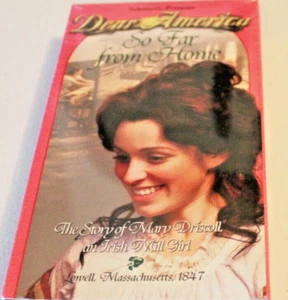 Scholastic Presents
Dear America
So Far
from Home
The Story of Mary Driscoll,
an Irish Mill Girl
Lowell, Massachusetts, 1847